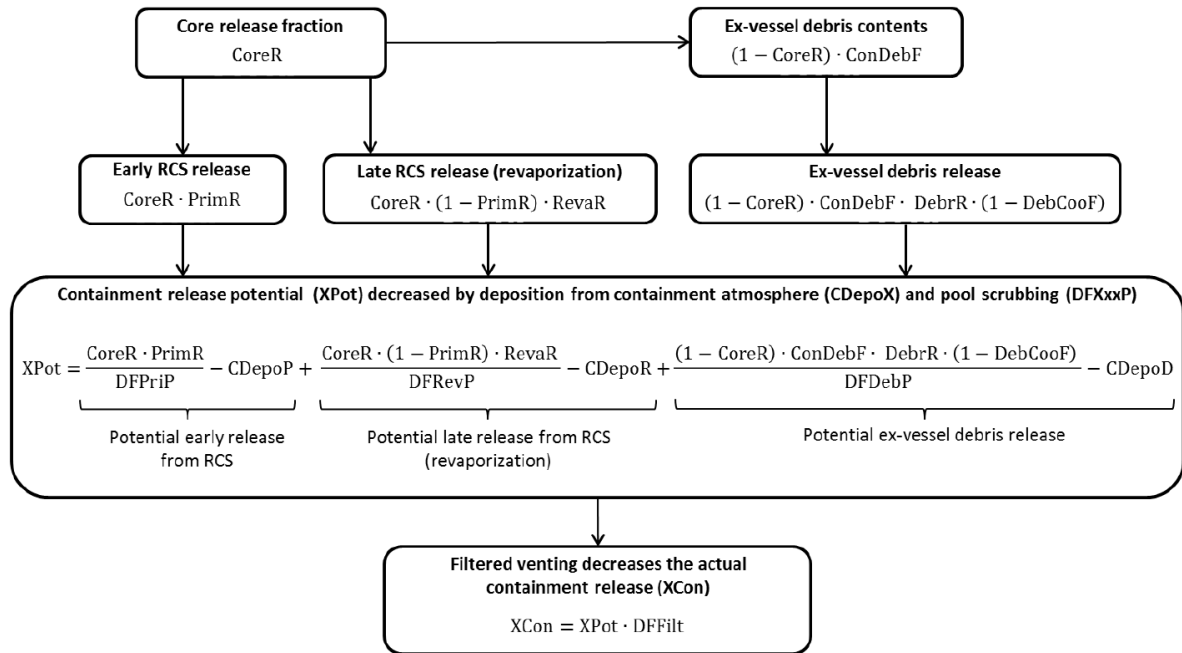 Core release fraction
CoreR
Ex-vessel debris contents
(1 − CoreR) · ConDebF
Early RCS release
CoreR · PrimR
Late RCS release (revaporization)
CoreR · (1 − PrimR) · RevaR
Ex-vessel debris release
(1 − CoreR) · ConDebF · DebrR · (1 − DebCooF)
Containment release potential (XPot) decreased by deposition from containment atmosphere (CDepoX) and pool scrubbing (DFXxxP)
CoreR · PrimR CoreR · (1 − PrimR) · RevaR (1 − CoreR) · ConDebF · DebrR · (1 − DebCooF)
XPot = − CDepoP + − CDepoR + − CDepoD
DFPriP DFRevP DFDebP
Potential early release
from RCS
Potential late release from RCS
(revaporization)
Potential ex-vessel debris release
Filtered venting decreases the actual
containment release (XCon)
XCon = XPot · DFFilt